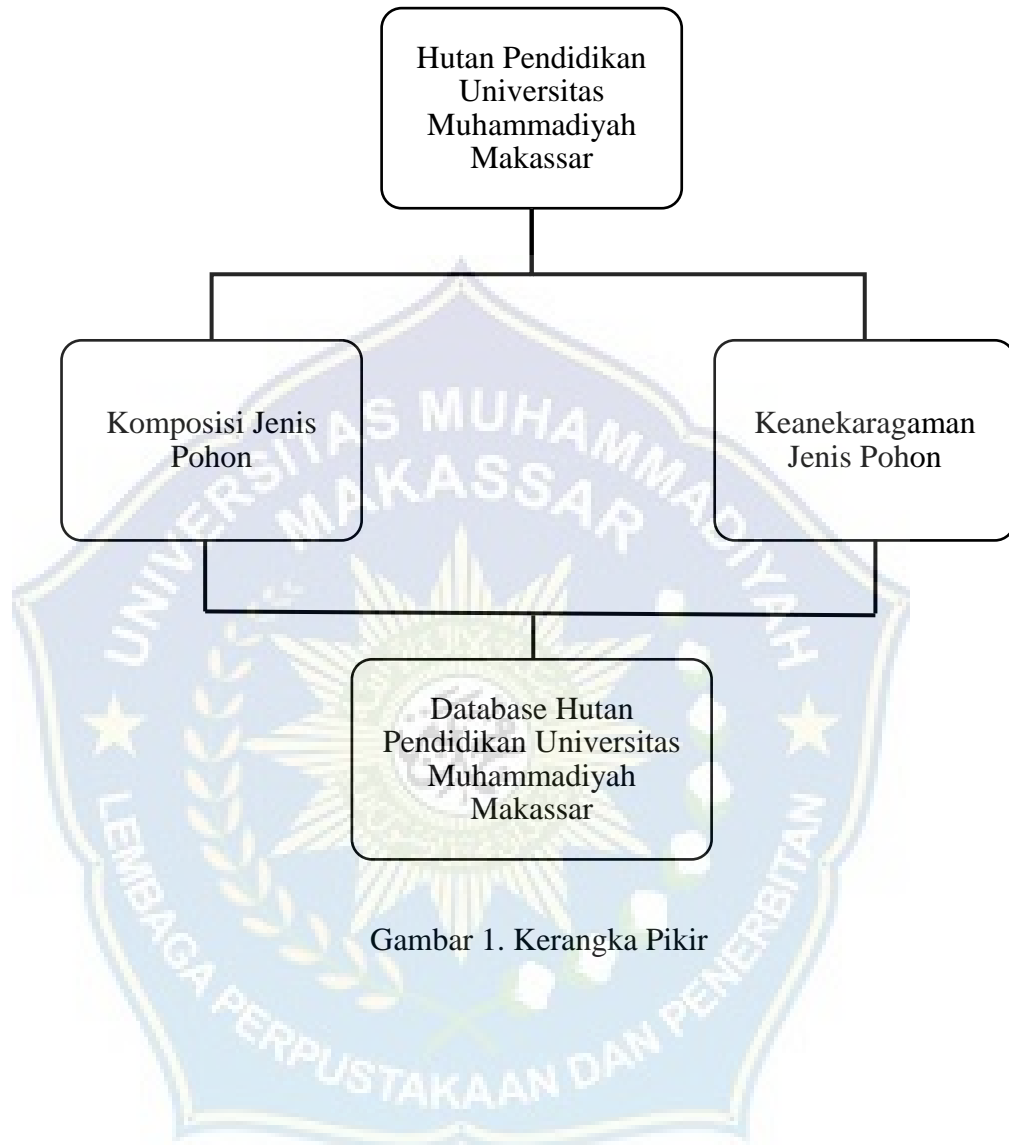 Hutan Pendidikan
Universitas
Muhammadiyah
Makassar
Komposisi Jenis
Pohon
Keanekaragaman
Jenis Pohon
UNIVERSITAS MUHAMMADIYAH
MAKASSAR
Database Hutan
Pendidikan Universitas
Muhammadiyah
Makassar
Gambar 1. Kerangka Pikir
LEMBAGA PERPUSTAKAAN DAN PENERBITAN